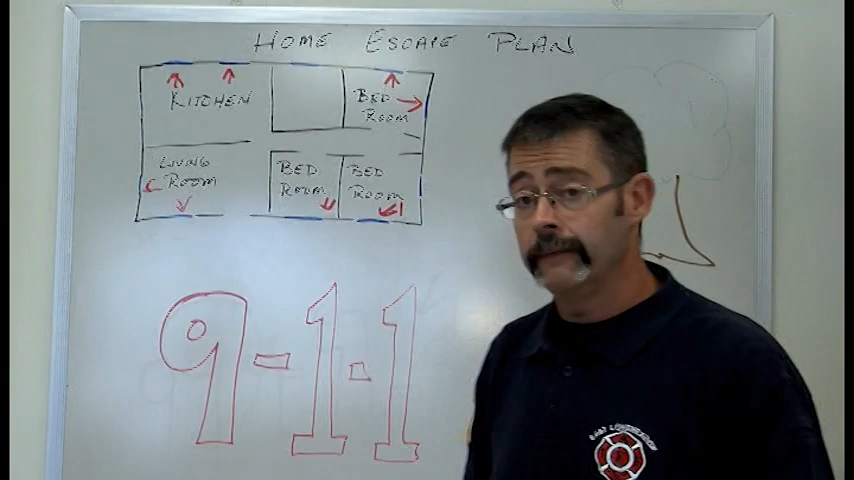 HOME ESCAPE PLAN
KITCHEN
BED
ROOM
LIVING
ROOM
BED
ROOM
BED
ROOM
9-1-1